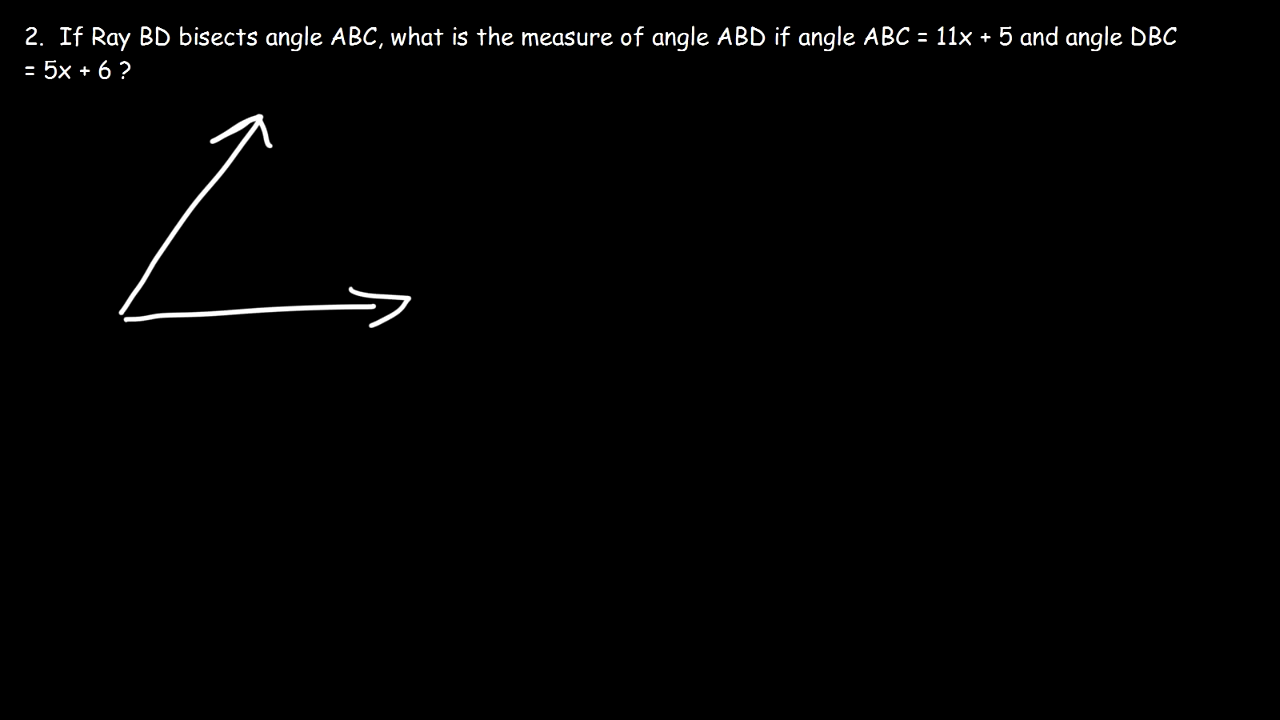 2. If Ray BD bisects angle ABC, what is the measure of angle ABD if angle ABC = 11x + 5 and angle DBC
= 5x + 6 ?